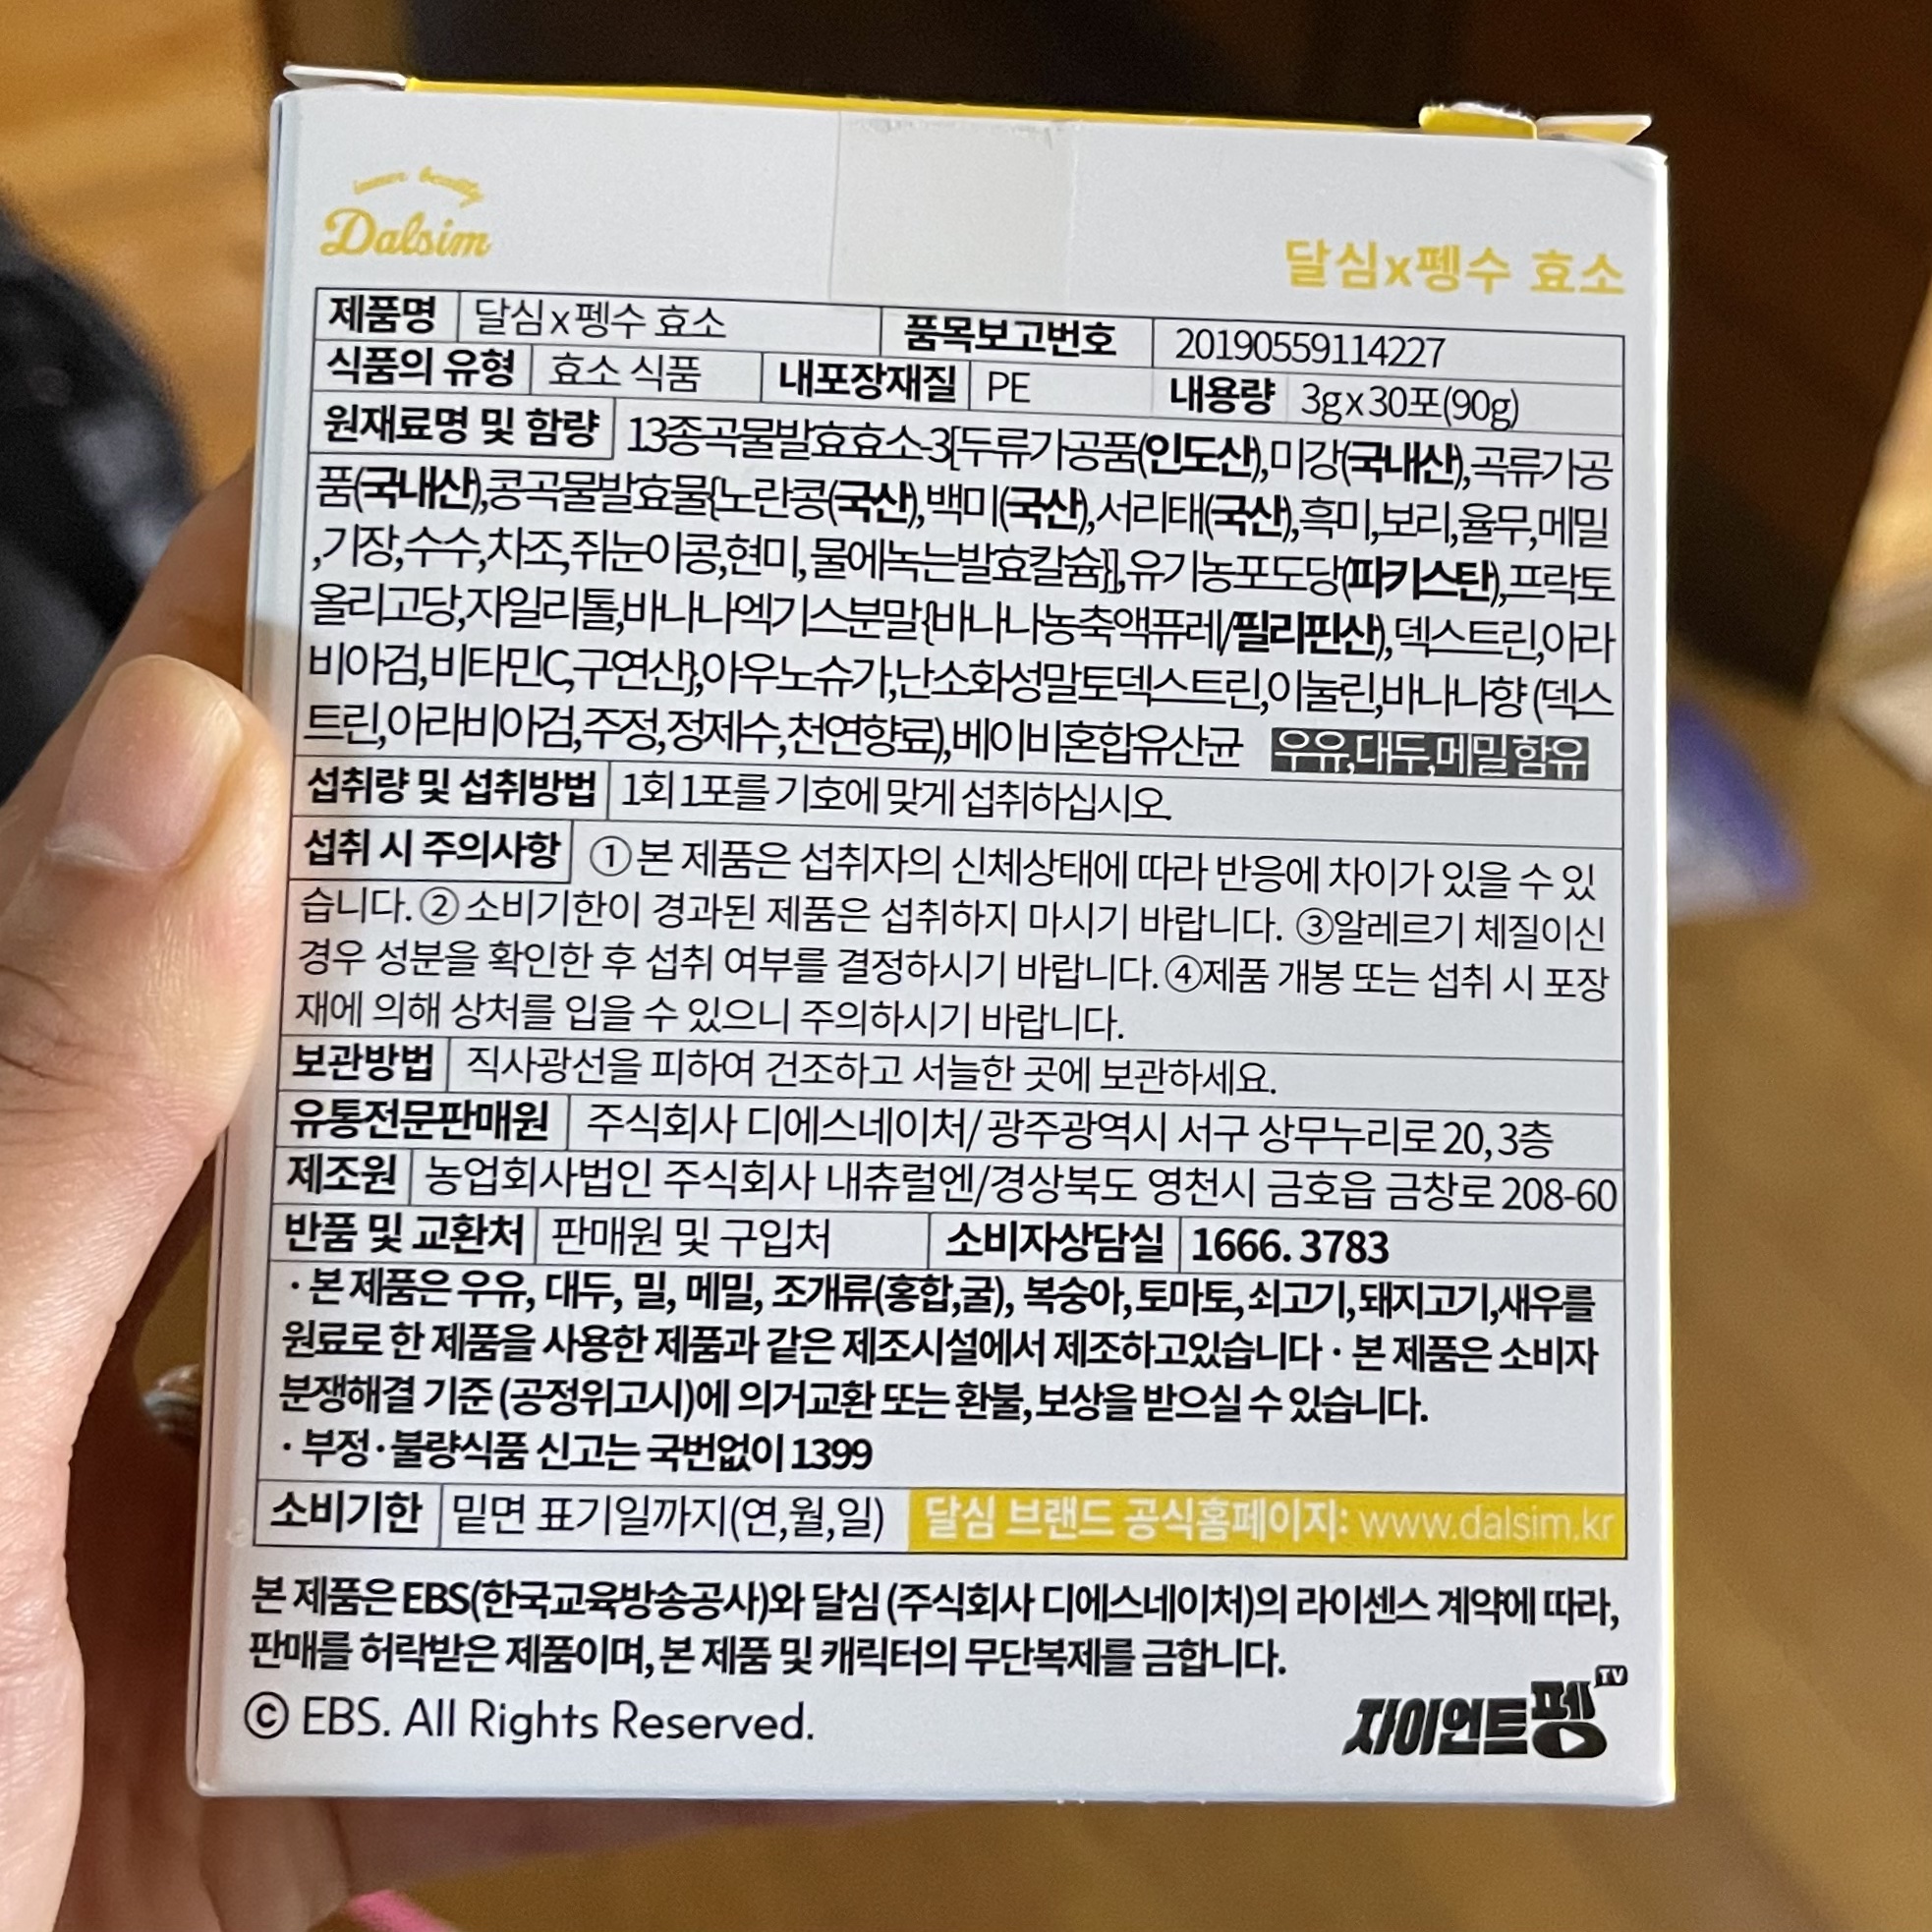 inner beauty
Dalsim
달심x펭수 효소
제품명 달심x펭수 효소 품목보고번호 20190559114227
식품의 유형 효소 식품 내포장재질 PE 내용량 3gx30포(90g)
원재료명 및 함량 13종곡물발효효소-3[두류가공품(인도산),미강(국내산),곡류가공
품(국내산),콩곡물발효물{노란콩(국산),백미(국산),서리태(국산),흑미,보리,율무,메밀
,기장,수수,차조,쥐눈이콩,현미,물에녹는발효칼슘}],유기농포도당(파키스탄),프락토
올리고당,자일리톨,바나나엑기스분말{바나나농축액퓨레/필리핀산),덱스트린,아라
비아검,비타민C,구연산},아우노슈가,난소화성말토덱스트린,이눌린,바나나향 (덱스
트린,아라비아검,주정,정제수,천연향료),베이비혼합유산균 우유,대두,메밀함유
섭취량 및 섭취방법 1회 1포를 기호에 맞게 섭취하십시오.
섭취 시 주의사항 ①본 제품은 섭취자의 신체상태에 따라 반응에 차이가 있을 수 있
습니다. ② 소비기한이 경과된 제품은 섭취하지 마시기 바랍니다. ③알레르기 체질이신
경우 성분을 확인한 후 섭취 여부를 결정하시기 바랍니다. ④제품 개봉 또는 섭취 시 포장
재에 의해 상처를 입을 수 있으니 주의하시기 바랍니다.
보관방법 직사광선을 피하여 건조하고 서늘한 곳에 보관하세요.
유통전문판매원 주식회사 디에스네이처/ 광주광역시 서구 상무누리로 20, 3층
제조원 농업회사법인 주식회사 내츄럴엔/경상북도 영천시 금호읍 금창로 208-60
반품 및 교환처 판매원 및 구입처 소비자상담실 1666. 3783
· 본 제품은 우유, 대두, 밀, 메밀, 조개류(홍합,굴), 복숭아,토마토,쇠고기,돼지고기,새우를
원료로 한 제품을 사용한 제품과 같은 제조시설에서 제조하고있습니다 · 본 제품은 소비자
분쟁해결 기준 (공정위고시)에 의거교환 또는 환불, 보상을 받으실 수 있습니다.
· 부정·불량식품 신고는 국번없이 1399
소비기한 밑면 표기일까지(연,월,일) 달심 브랜드 공식홈페이지: www.dalsim.kr
본 제품은 EBS(한국교육방송공사)와 달심 (주식회사 디에스네이처)의 라이센스 계약에 따라,
판매를 허락받은 제품이며, 본 제품 및 캐릭터의 무단복제를 금합니다.
© EBS. All Rights Reserved.
자이언트펭TV